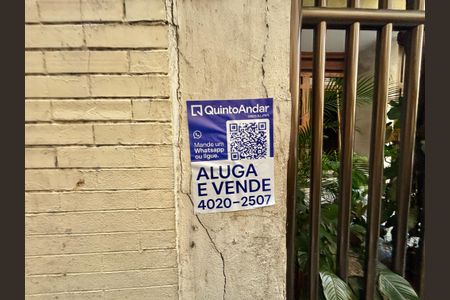 QuintoAndar
Mande um
Whatsapp
ou ligue.
ALUGA
E VENDE
4020-2507